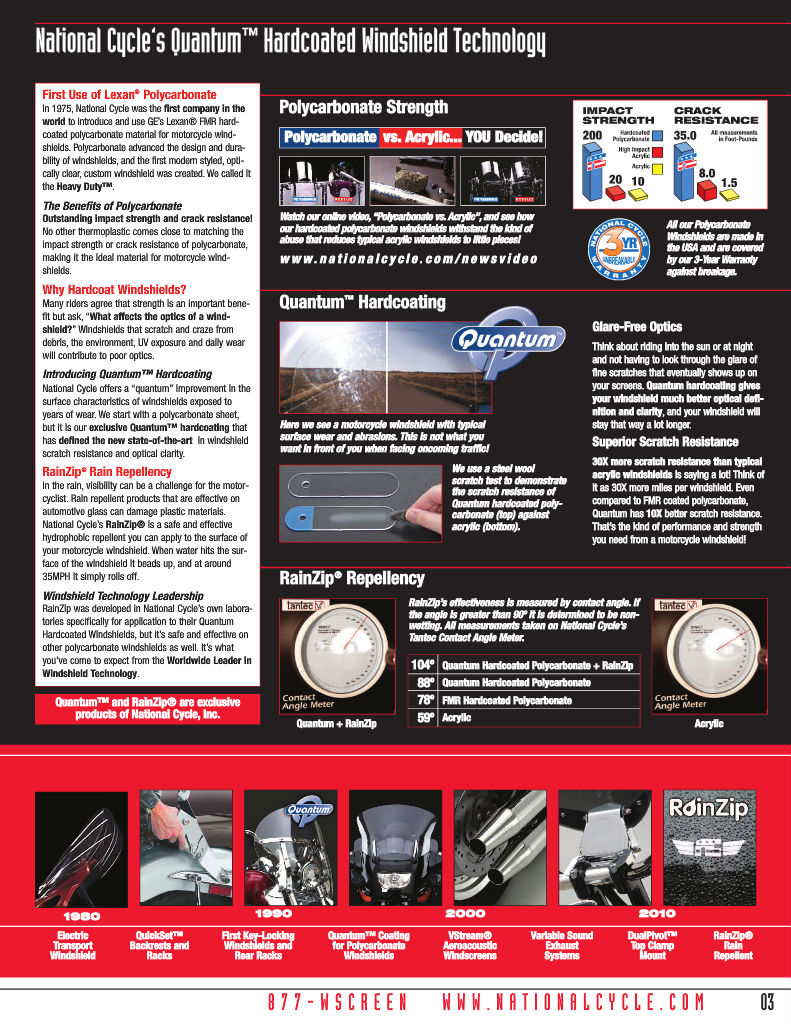 National Cycle's Quantum™ Hardcoated Windshield Technology
First Use of Lexan® Polycarbonate
In 1975, National Cycle was the first company in the
world to introduce and use GE's Lexan® FMR hard-
coated polycarbonate material for motorcycle wind-
shields. Polycarbonate advanced the design and dura-
bility of windshields, and the first modern styled, opti-
cally clear, custom windshield was created. We called it
the Heavy Duty™.
The Benefits of Polycarbonate
Outstanding impact strength and crack resistance!
No other thermoplastic comes close to matching the
impact strength or crack resistance of polycarbonate,
making it the ideal material for motorcycle wind-
shields.
Why Hardcoat Windshields?
Many riders agree that strength is an important bene-
fit but ask, "What affects the optics of a wind-
shield?" Windshields that scratch and craze from
debris, the environment, UV exposure and daily wear
will contribute to poor optics.
Introducing Quantum™ Hardcoating
National Cycle offers a "quantum" improvement in the
surface characteristics of windshields exposed to
years of wear. We start with a polycarbonate sheet,
but it is our exclusive Quantum™ hardcoating that
has defined the new state-of-the-art in windshield
scratch resistance and optical clarity.
RainZip® Rain Repellency
In the rain, visibility can be a challenge for the motor-
cyclist. Rain repellent products that are effective on
automotive glass can damage plastic materials.
National Cycle's RainZip® is a safe and effective
hydrophobic repellent you can apply to the surface of
your motorcycle windshield. When water hits the sur-
face of the windshield it beads up, and at around
35MPH it simply rolls off.
Windshield Technology Leadership
RainZip was developed in National Cycle's own labora-
tories specifically for application to their Quantum
Hardcoated Windshields, but it's safe and effective on
other polycarbonate windshields as well. It's what
you've come to expect from the Worldwide Leader in
Windshield Technology.
Quantum™ and RainZip® are exclusive
products of National Cycle, Inc.
Polycarbonate Strength
Polycarbonate vs. Acrylic... YOU Decide!
Watch our online video, "Polycarbonate vs. Acrylic", and see how
our hardcoated polycarbonate windshields withstand the kind of
abuse that reduces typical acrylic windshields to little pieces!
www.nationalcycle.com/newsvideo
IMPACT
STRENGTH
200
Hardcoated
Polycarbonate
High Impact
Acrylic
Acrylic
20 10
CRACK
RESISTANCE
35.0
All measurements
in Foot-Pounds
8.0
1.5
NATIONAL CYCLE
3 YR
UNBREAKABLE
WARRANTY
All our Polycarbonate
Windshields are made in
the USA and are covered
by our 3-Year Warranty
against breakage.
Quantum™ Hardcoating
Quantum™
Here we see a motorcycle windshield with typical
surface wear and abrasions. This is not what you
want in front of you when facing oncoming traffic!
We use a steel wool
scratch test to demonstrate
the scratch resistance of
Quantum hardcoated poly-
carbonate (top) against
acrylic (bottom).
Glare-Free Optics
Think about riding into the sun or at night
and not having to look through the glare of
fine scratches that eventually shows up on
your screens. Quantum hardcoating gives
your windshield much better optical defi-
nition and clarity, and your windshield will
stay that way a lot longer.
Superior Scratch Resistance
30X more scratch resistance than typical
acrylic windshields is saying a lot! Think of
it as 30X more miles per windshield. Even
compared to FMR coated polycarbonate,
Quantum has 10X better scratch resistance.
That's the kind of performance and strength
you need from a motorcycle windshield!
RainZip® Repellency
tantec
Contact
Angle Meter
Quantum + RainZip
RainZip's effectiveness is measured by contact angle. If
the angle is greater than 90º it is determined to be non-
wetting. All measurements taken on National Cycle's
Tantec Contact Angle Meter.
104º Quantum Hardcoated Polycarbonate + RainZip
88º Quantum Hardcoated Polycarbonate
78º FMR Hardcoated Polycarbonate
59º Acrylic
tantec
Contact
Angle Meter
Acrylic
Quantum
RainZip
1980
1990
2000
2010
Electric
Transport
Windshield
QuickSet™
Backrests and
Racks
First Key-Locking
Windshields and
Rear Racks
Quantum™ Coating
for Polycarbonate
Windshields
VStream®
Aeroacoustic
Windscreens
Variable Sound
Exhaust
Systems
DualPivot™
Top Clamp
Mount
RainZip®
Rain
Repellent
877-WSCREEN WWW.NATIONALCYCLE.COM 03